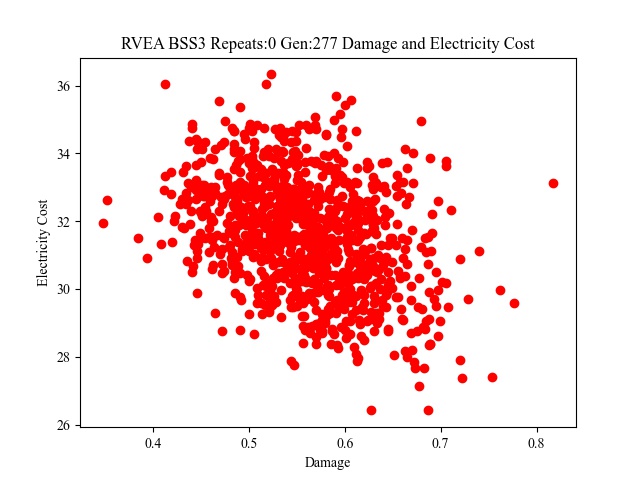 RVEA BSS3 Repeats:0 Gen:277 Damage and Electricity Cost
36
34
32
30
28
26
Electricity Cost
0.4 0.5 0.6 0.7 0.8
Damage